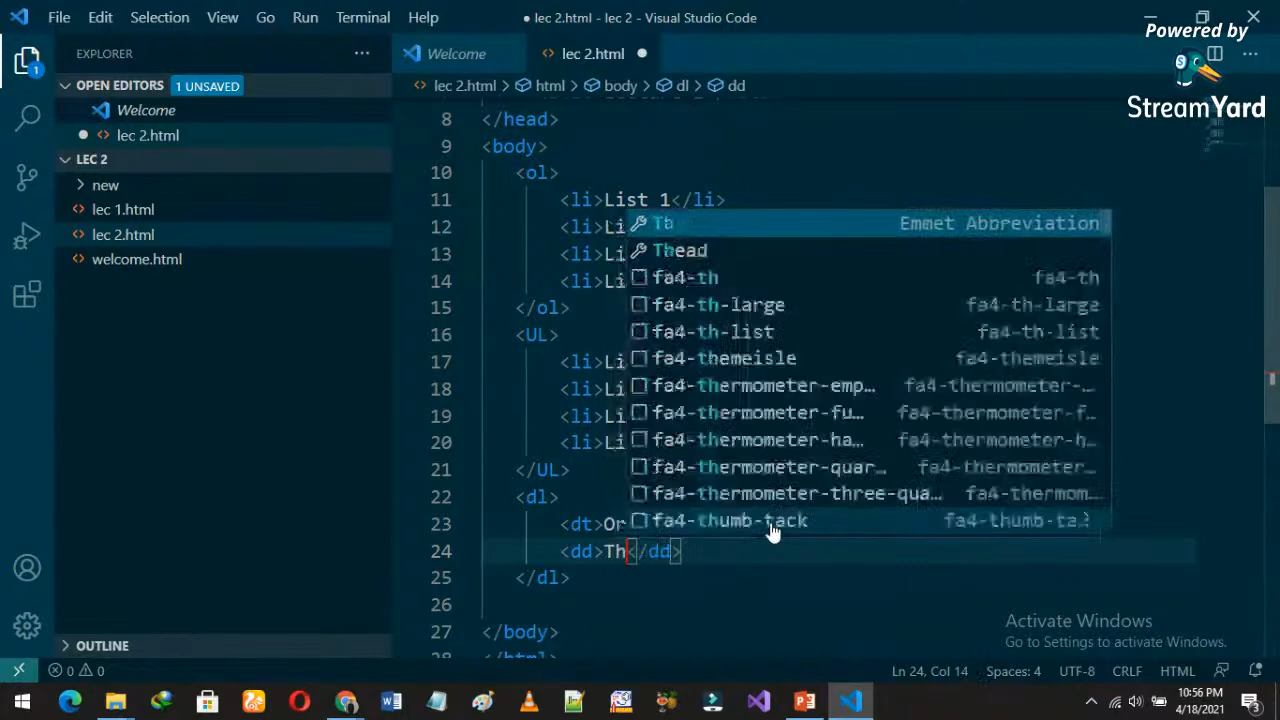 File Edit Selection View Go Run Terminal Help
● lec 2.html - lec 2 - Visual Studio Code
Powered by
StreamYard
EXPLORER
OPEN EDITORS 1 UNSAVED
Welcome
lec 2.html
LEC 2
new
lec 1.html
lec 2.html
welcome.html
OUTLINE
1
Welcome
lec 2.html
lec 2.html > html > body > dl > dd
8 </head>
9 <body>
10 <ol>
11 <li>List 1</li>
12 <li>Li
13 <li>Li
14 <li>Li
15 </ol>
16 <UL>
17 <li>Li
18 <li>Li
19 <li>Li
20 <li>Li
21 </UL>
22 <dl>
23 <dt>Or
24 <dd>Th</dd>
25 </dl>
26
27 </body>
28 </html>
Th Emmet Abbreviation
Thead
fa4-th fa4-th
fa4-th-large fa4-th-large
fa4-th-list fa4-th-list
fa4-themeisle fa4-themeisle
fa4-thermometer-emp… fa4-thermometer-…
fa4-thermometer-fu… fa4-thermometer-f…
fa4-thermometer-ha… fa4-thermometer-h…
fa4-thermometer-quar… fa4-thermometer…
fa4-thermometer-three-qua… fa4-thermom…
fa4-thumb-tack
Activate Windows
Go to Settings to activate Windows.
0 0
Ln 24, Col 14 Spaces: 4 UTF-8 CRLF HTML
10:56 PM
4/18/2021
3